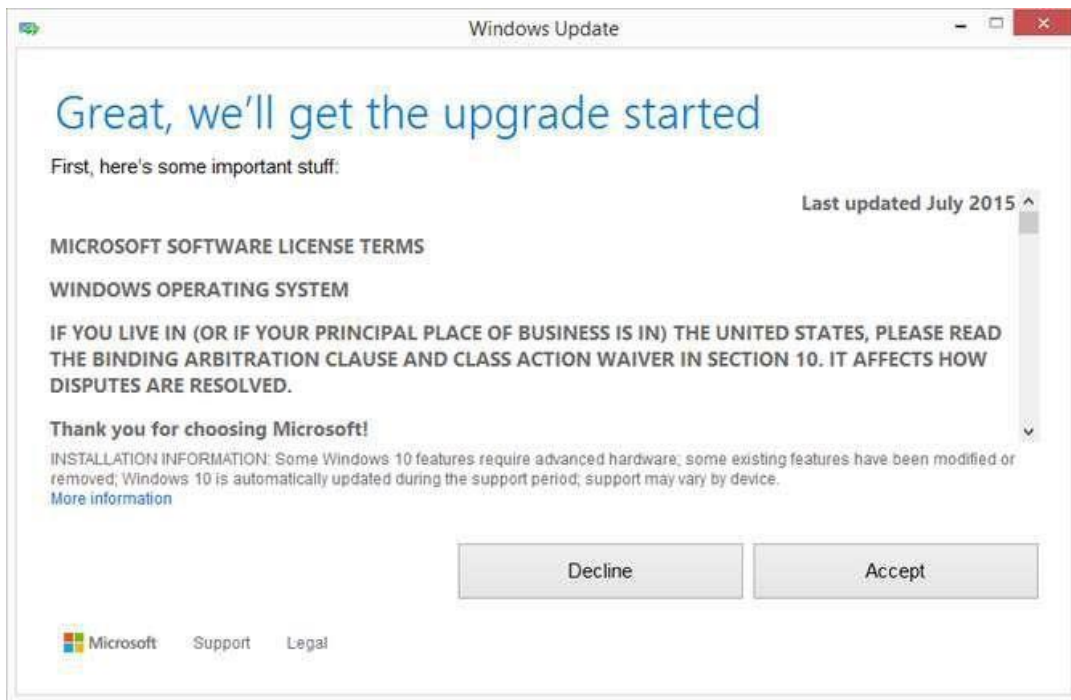 Windows Update
Great, we'll get the upgrade started
First, here's some important stuff:
Last updated July 2015
MICROSOFT SOFTWARE LICENSE TERMS
WINDOWS OPERATING SYSTEM
IF YOU LIVE IN (OR IF YOUR PRINCIPAL PLACE OF BUSINESS IS IN) THE UNITED STATES, PLEASE READ
THE BINDING ARBITRATION CLAUSE AND CLASS ACTION WAIVER IN SECTION 10. IT AFFECTS HOW
DISPUTES ARE RESOLVED.
Thank you for choosing Microsoft!
INSTALLATION INFORMATION: Some Windows 10 features require advanced hardware; some existing features have been modified or
removed; Windows 10 is automatically updated during the support period; support may vary by device.
More information
Decline Accept
Microsoft Support Legal